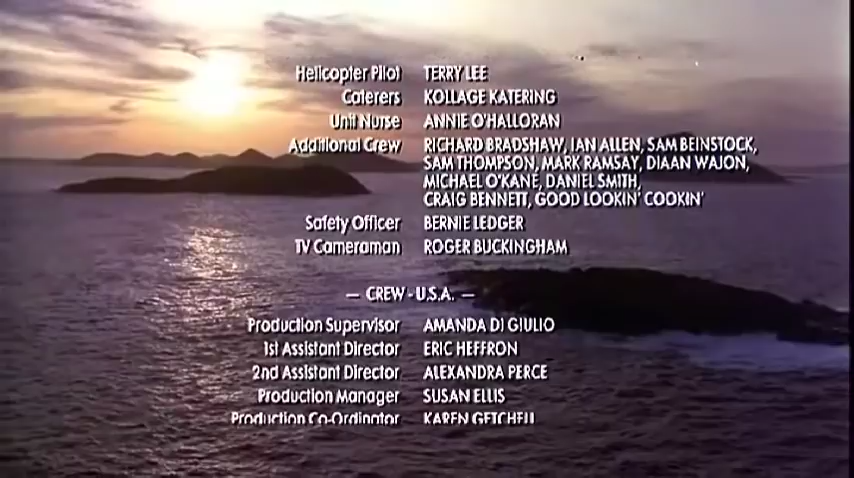 Helicopter Pilot TERRY LEE
Caterers KOLLAGE KATERING
Unit Nurse ANNIE O'HALLORAN
Additional Crew RICHARD BRADSHAW, IAN ALLEN, SAM BEINSTOCK,
SAM THOMPSON, MARK RAMSAY, DIAAN WAJON,
MICHAEL O'KANE, DANIEL SMITH,
CRAIG BENNETT, GOOD LOOKIN' COOKIN'
Safety Officer BERNIE LEDGER
TV Cameraman ROGER BUCKINGHAM
— CREW - U.S.A. —
Production Supervisor AMANDA DI GIULIO
1st Assistant Director ERIC HEFFRON
2nd Assistant Director ALEXANDRA PERCE
Production Manager SUSAN ELLIS
Production Co-Ordinator KAREN GETCHELL